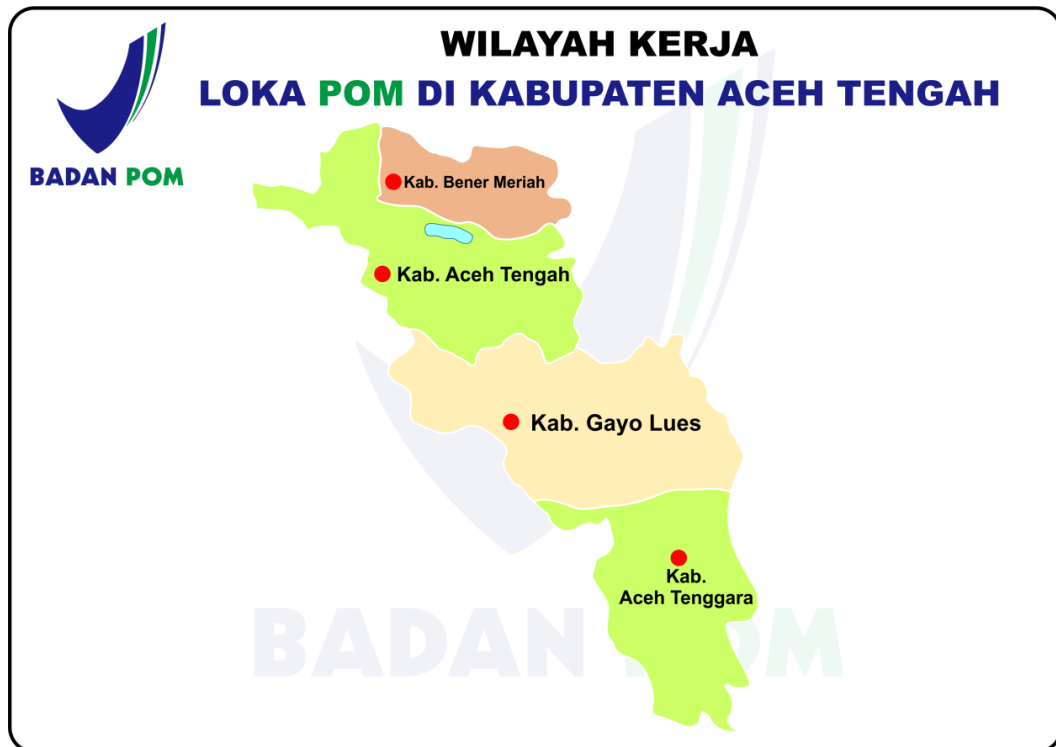 WILAYAH KERJA
LOKA POM DI KABUPATEN ACEH TENGAH
BADAN POM
Kab. Bener Meriah
Kab. Aceh Tengah
Kab. Gayo Lues
Kab.
Aceh Tenggara
BADAN POM